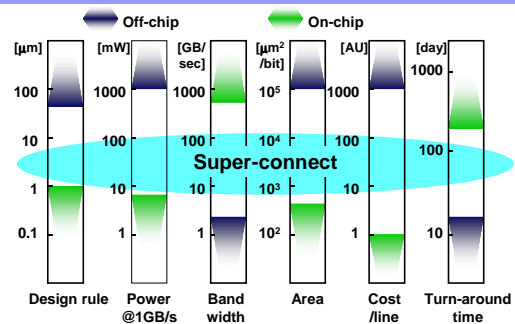 Off-chip On-chip
[µm] [mW] [GB/sec] [µm²/bit] [AU] [day]
100 1000 1000 10⁵ 1000 1000
10 100 100 10⁴ 100 100
Super-connect
1 10 10 10³ 10
0.1 1 1 10² 1 10
Design rule Power @1GB/s Band width Area Cost /line Turn-around time